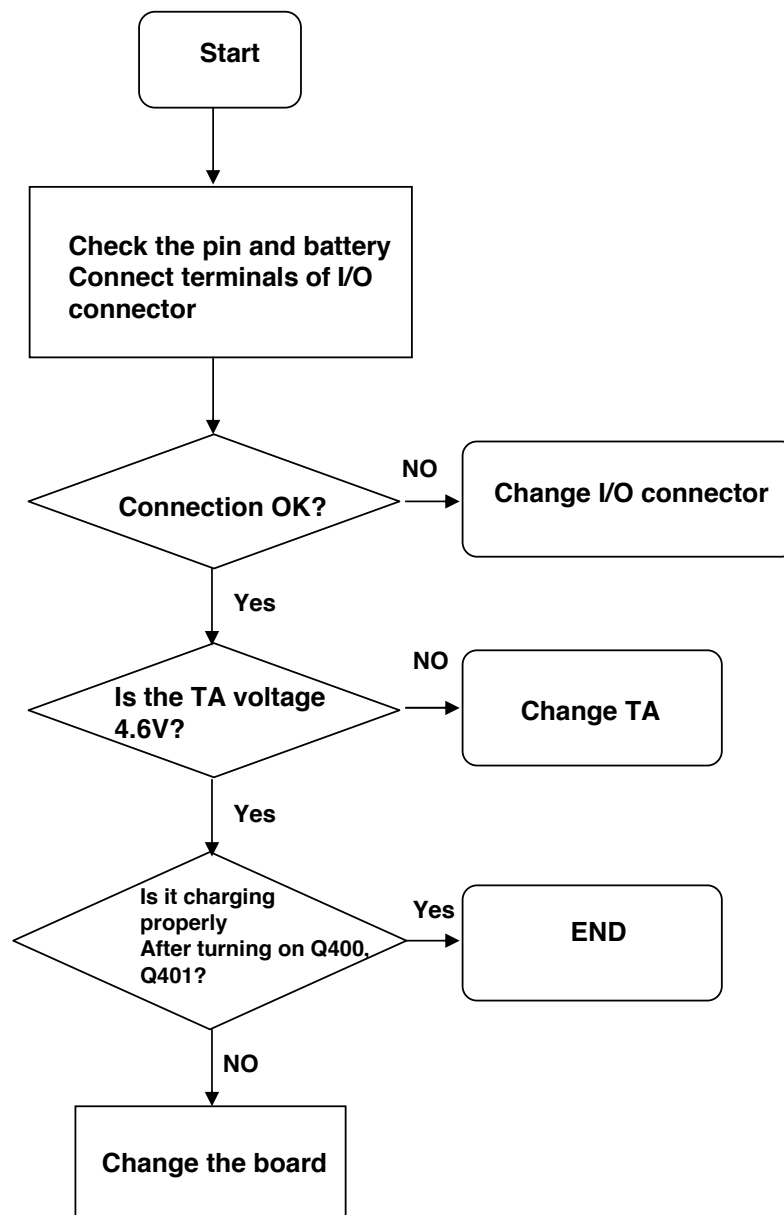 Start
Check the pin and battery
Connect terminals of I/O
connector
NO
Connection OK?
Change I/O connector
Yes
NO
Is the TA voltage
4.6V?
Change TA
Yes
Is it charging
properly
After turning on Q400,
Q401?
Yes
END
NO
Change the board